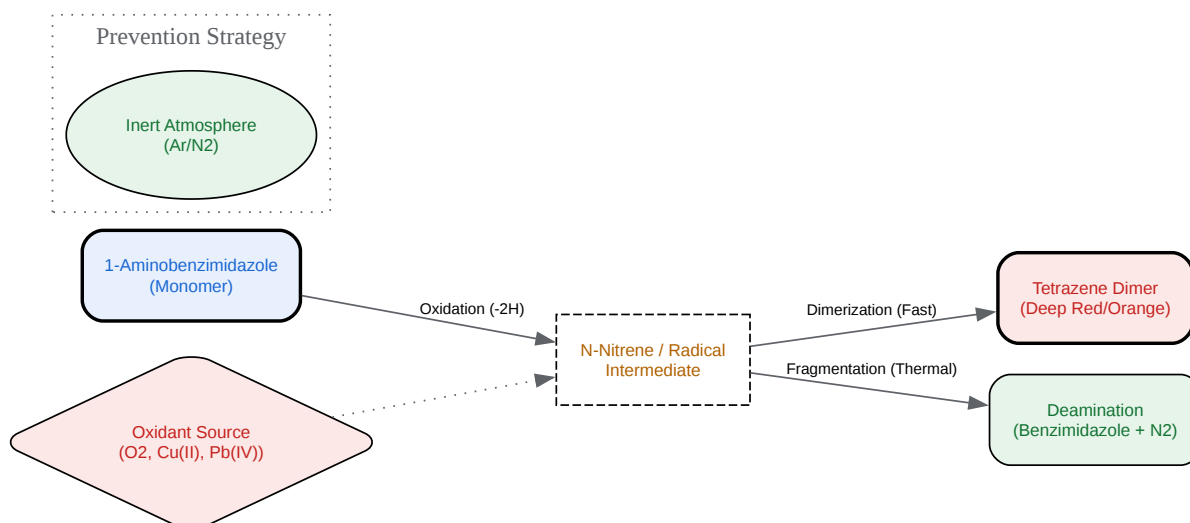 Prevention Strategy
Inert Atmosphere
(Ar/N2)
1-Aminobenzimidazole
(Monomer)
Oxidation (-2H)
N-Nitrene / Radical
Intermediate
Dimerization (Fast)
Tetrazene Dimer
(Deep Red/Orange)
Fragmentation (Thermal)
Deamination
(Benzimidazole + N2)
Oxidant Source
(O2, Cu(II), Pb(IV))